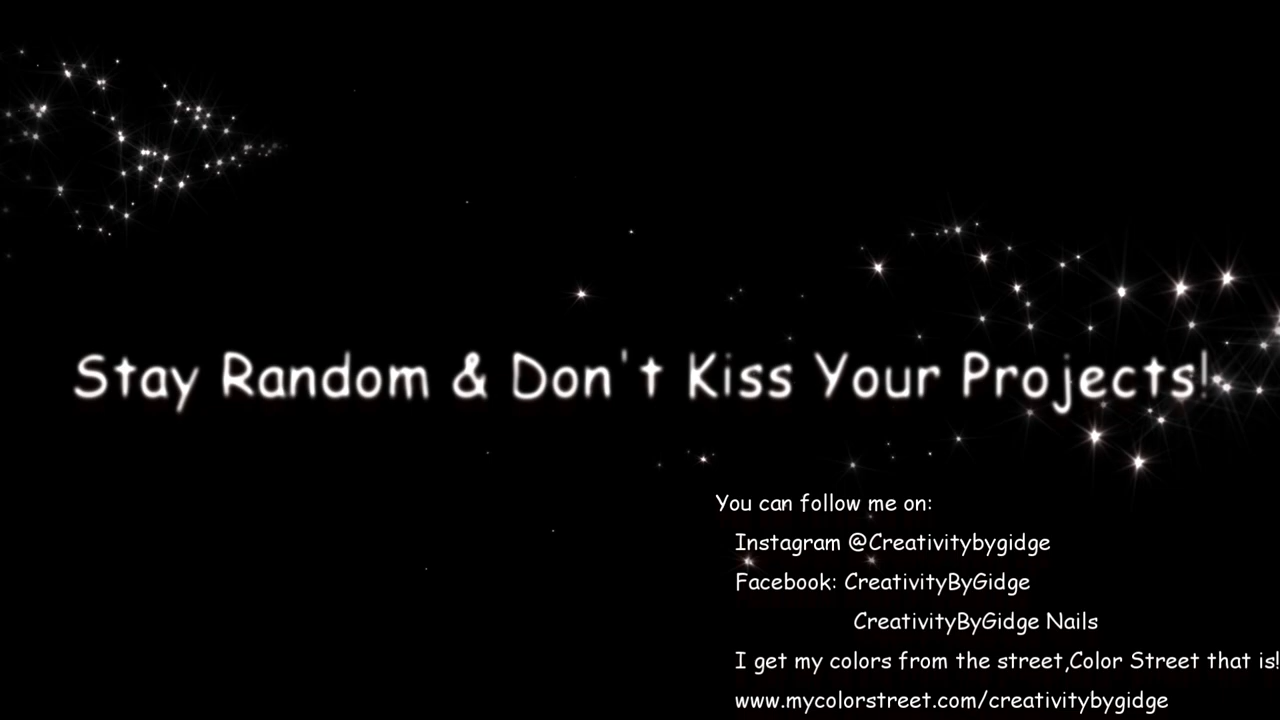 Stay Random & Don't Kiss Your Projects!
You can follow me on:
Instagram @Creativitybygidge
Facebook: CreativityByGidge
CreativityByGidge Nails
I get my colors from the street,Color Street that is!
www.mycolorstreet.com/creativitybygidge